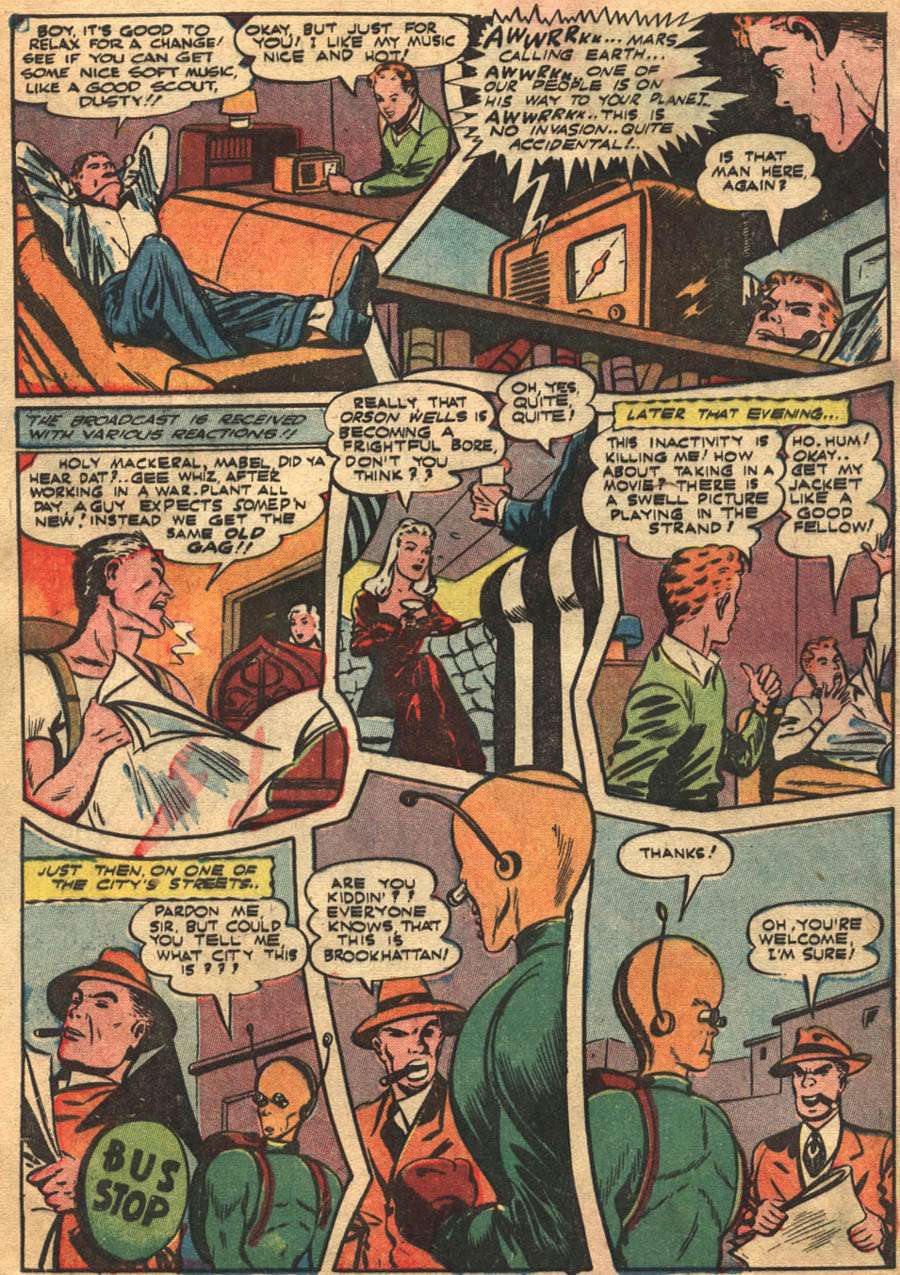 BOY, IT'S GOOD TO
RELAX FOR A CHANGE!
SEE IF YOU CAN GET
SOME NICE SOFT MUSIC,
LIKE A GOOD SCOUT,
DUSTY!!
OKAY, BUT JUST FOR
YOU! I LIKE MY MUSIC
NICE AND HOT!
AWWRRKK... MARS
CALLING EARTH...
AWWRKK.. ONE OF
OUR PEOPLE IS ON
HIS WAY TO YOUR PLANET..
AWWRRKK.. THIS IS
NO INVASION.. QUITE
ACCIDENTAL!..
IS THAT
MAN HERE,
AGAIN?
THE BROADCAST IS RECEIVED
WITH VARIOUS REACTIONS!!
HOLY MACKERAL, MABEL, DID YA
HEAR DAT?..GEE WHIZ, AFTER
WORKING IN A WAR PLANT ALL
DAY, A GUY EXPECTS SOMEP'N
NEW! INSTEAD WE GET THE
SAME OLD
GAG!!
REALLY THAT
ORSON WELLS IS
BECOMNG A
FRIGHTFUL BORE,
DON'T YOU
THINK??
OH, YES,
QUITE,
QUITE!
LATER THAT EVENING...
THIS INACTIVITY IS
KILLING ME! HOW
ABOUT TAKING IN A
MOVIE? THERE IS
A SWELL PICTURE
PLAYING IN THE
STRAND!
HO, HUM!
OKAY..
GET MY
JACKET
LIKE A
GOOD
FELLOW!
JUST THEN, ON ONE OF
THE CITY'S STREETS..
PARDON ME,
SIR, BUT COULD
YOU TELL ME,
WHAT CITY THIS
IS???
BUS
STOP
ARE YOU
KIDDIN'??
EVERYONE
KNOWS, THAT
THIS IS
BROOKHATTAN!
THANKS!
OH, YOU'RE
WELCOME,
I'M SURE!